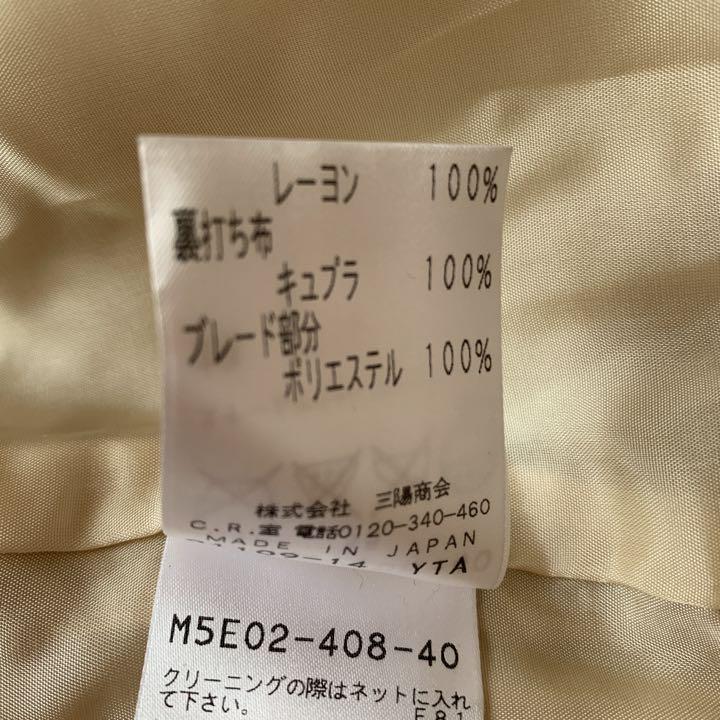 レーヨン 100%
裏打ち布
キュプラ 100%
ブレード部分
ポリエステル 100%
株式会社 三陽商会
C.R.室 電話0120-340-460
MADE IN JAPAN
YTA
M5E02-408-40
クリーニングの際はネットに入れ
て下さい。